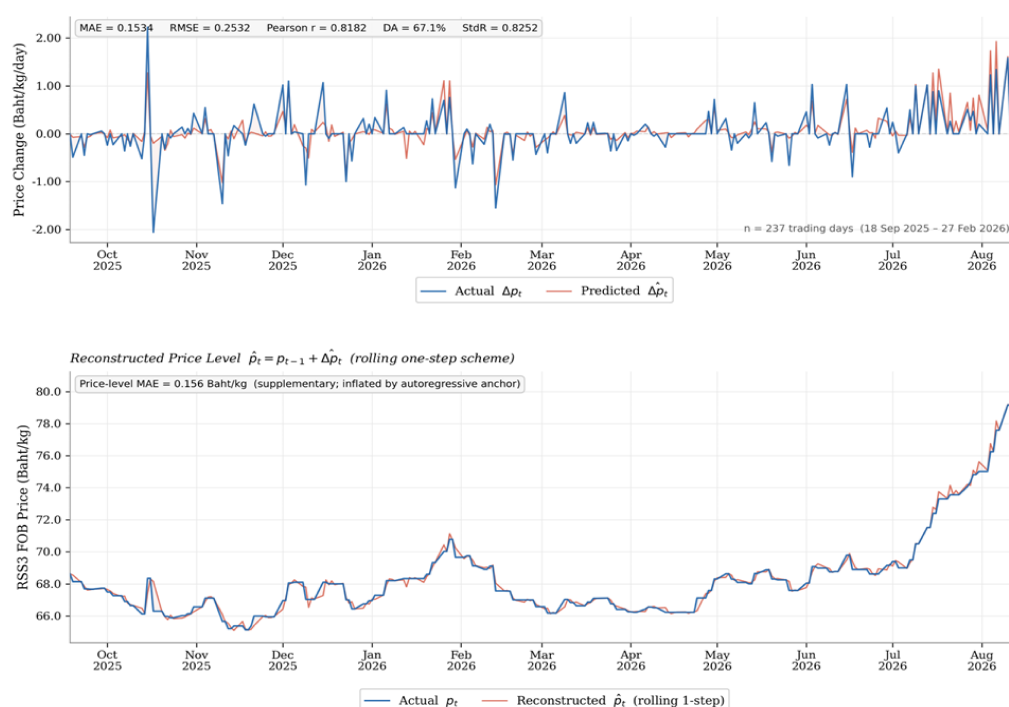 MAE = 0.1534 RMSE = 0.2532 Pearson r = 0.8182 DA = 67.1% StdR = 0.8252
2.00
1.00
0.00
-1.00
-2.00
Price Change (Baht/kg/day)
n = 237 trading days (18 Sep 2025 – 27 Feb 2026)
Oct Nov Dec Jan Feb Mar Apr May Jun Jul Aug
2025 2025 2025 2026 2026 2026 2026 2026 2026 2026 2026
Actual Δpₜ Predicted Δp̂ₜ
Reconstructed Price Level p̂ₜ = pₜ₋₁ + Δp̂ₜ (rolling one-step scheme)
Price-level MAE = 0.156 Baht/kg (supplementary; inflated by autoregressive anchor)
80.0
78.0
76.0
74.0
72.0
70.0
68.0
66.0
RSS3 FOB Price (Baht/kg)
Oct Nov Dec Jan Feb Mar Apr May Jun Jul Aug
2025 2025 2025 2026 2026 2026 2026 2026 2026 2026 2026
Actual pₜ Reconstructed p̂ₜ (rolling 1-step)